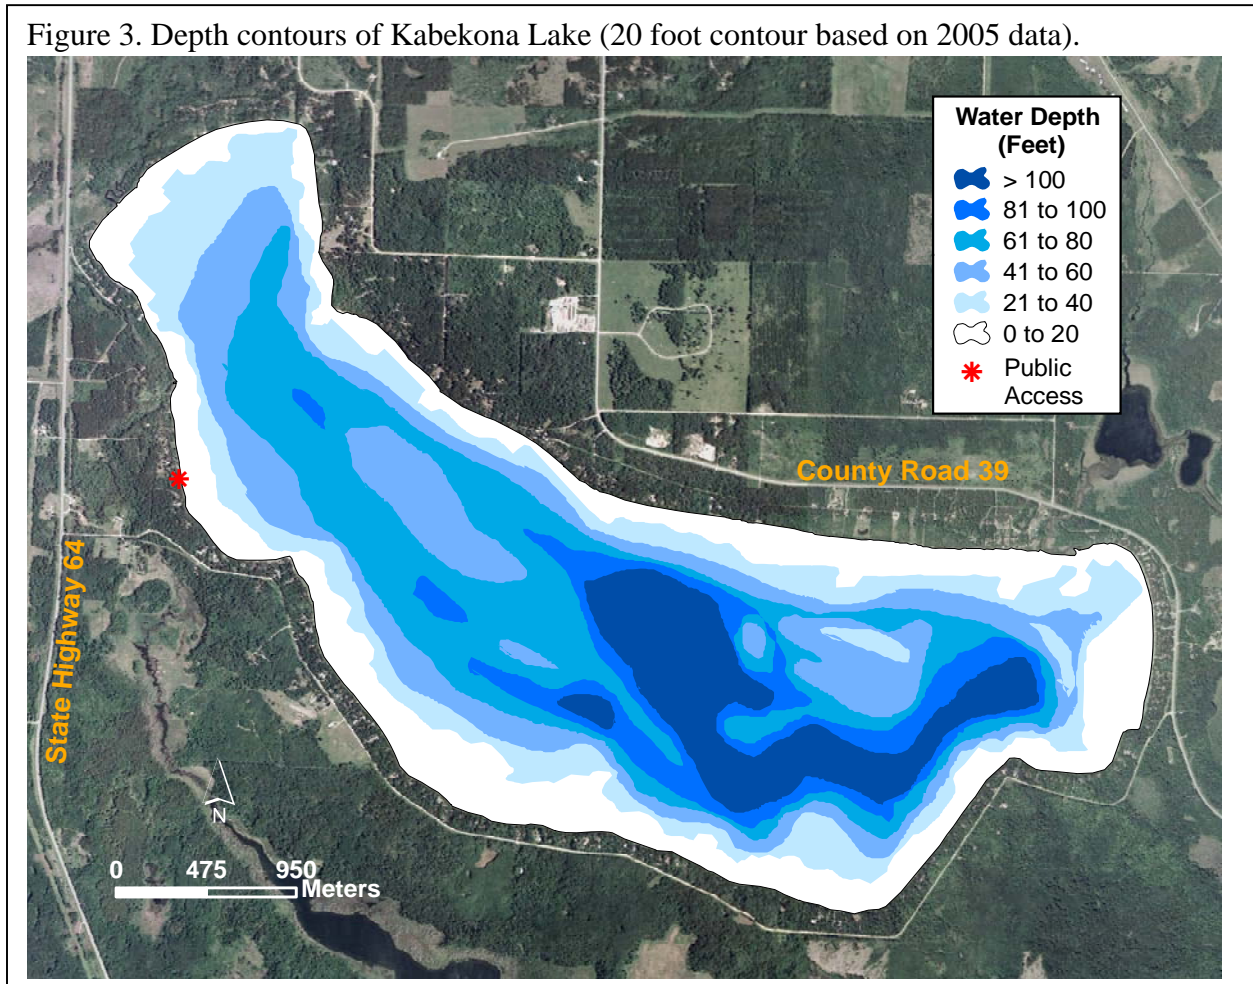 Figure 3. Depth contours of Kabekona Lake (20 foot contour based on 2005 data).
Water Depth
(Feet)
> 100
81 to 100
61 to 80
41 to 60
21 to 40
0 to 20
Public
Access
County Road 39
State Highway 64
N
0 475 950
Meters